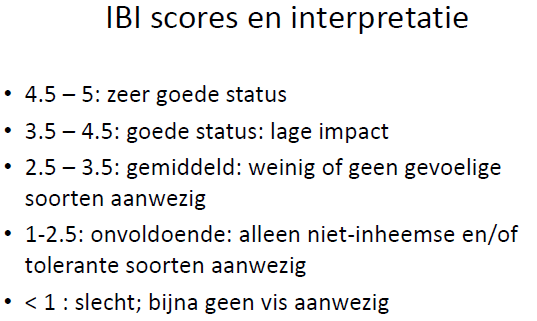 IBI scores en interpretatie
• 4.5 – 5: zeer goede status
• 3.5 – 4.5: goede status: lage impact
• 2.5 – 3.5: gemiddeld: weinig of geen gevoelige
soorten aanwezig
• 1-2.5: onvoldoende: alleen niet-inheemse en/of
tolerante soorten aanwezig
• < 1 : slecht; bijna geen vis aanwezig